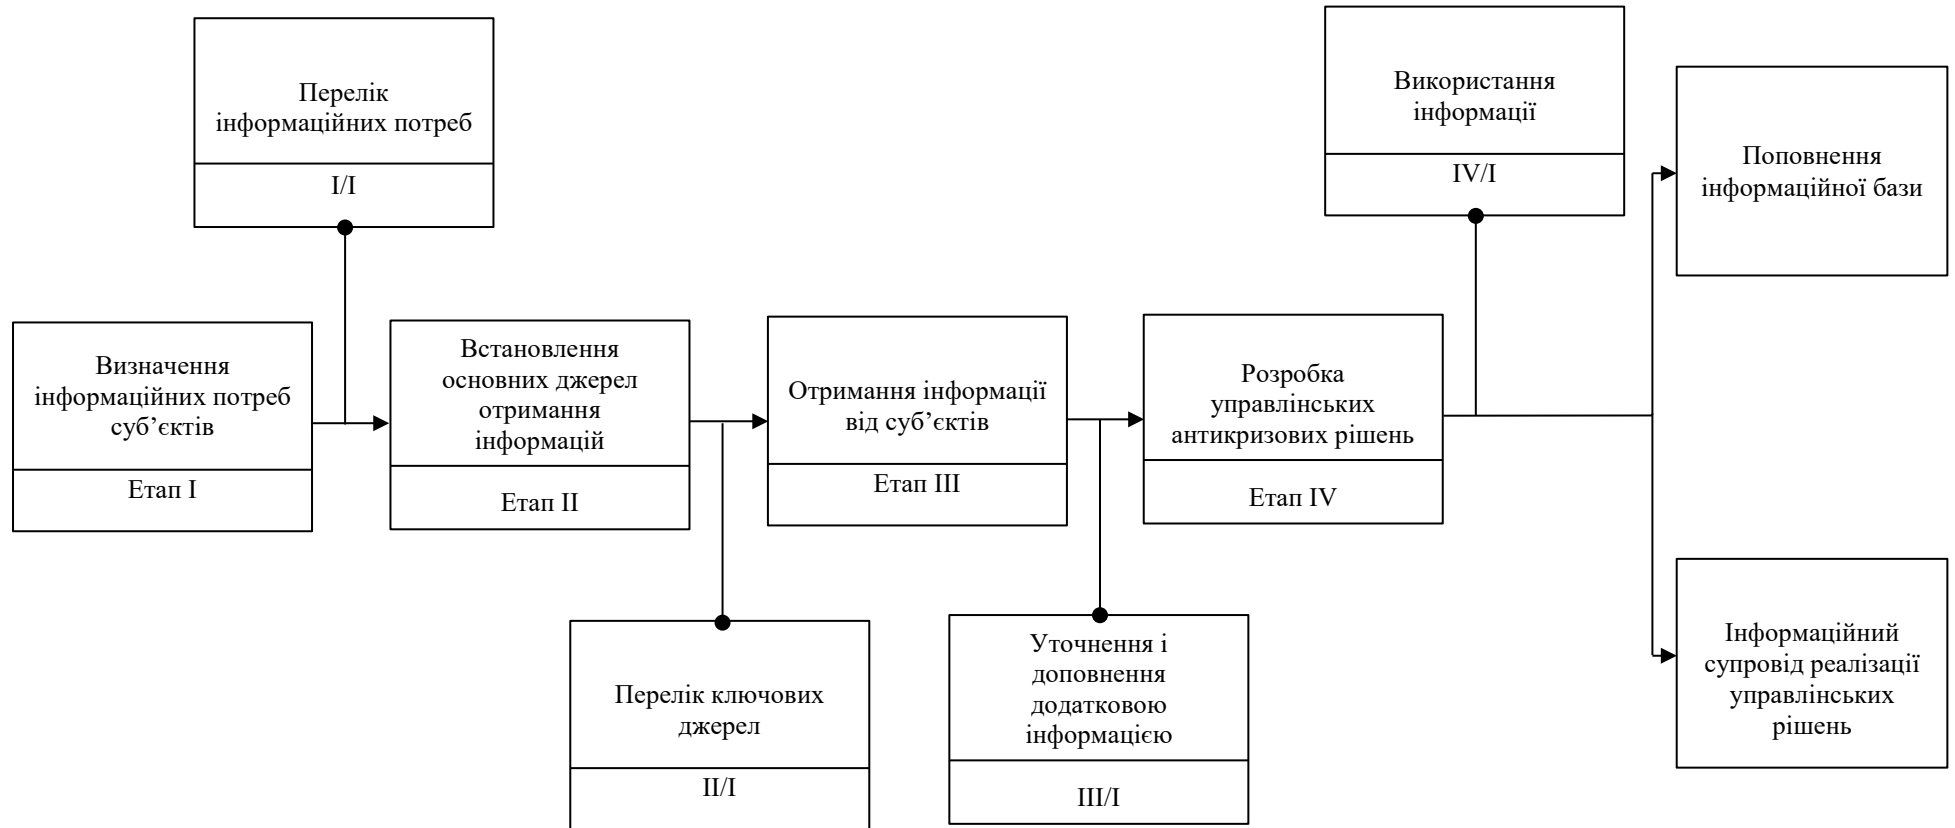 Перелік
інформаційних потреб
I/I
Використання
інформації
IV/I
Поповнення
інформаційної бази
Визначення
інформаційних потреб
суб’єктів
Етап I
Встановлення
основних джерел
отримання
інформацій
Етап II
Отримання інформації
від суб’єктів
Етап III
Розробка
управлінських
антикризових рішень
Етап IV
Перелік ключових
джерел
II/I
Уточнення і
доповнення
додатковою
інформацією
III/I
Інформаційний
супровід реалізації
управлінських
рішень